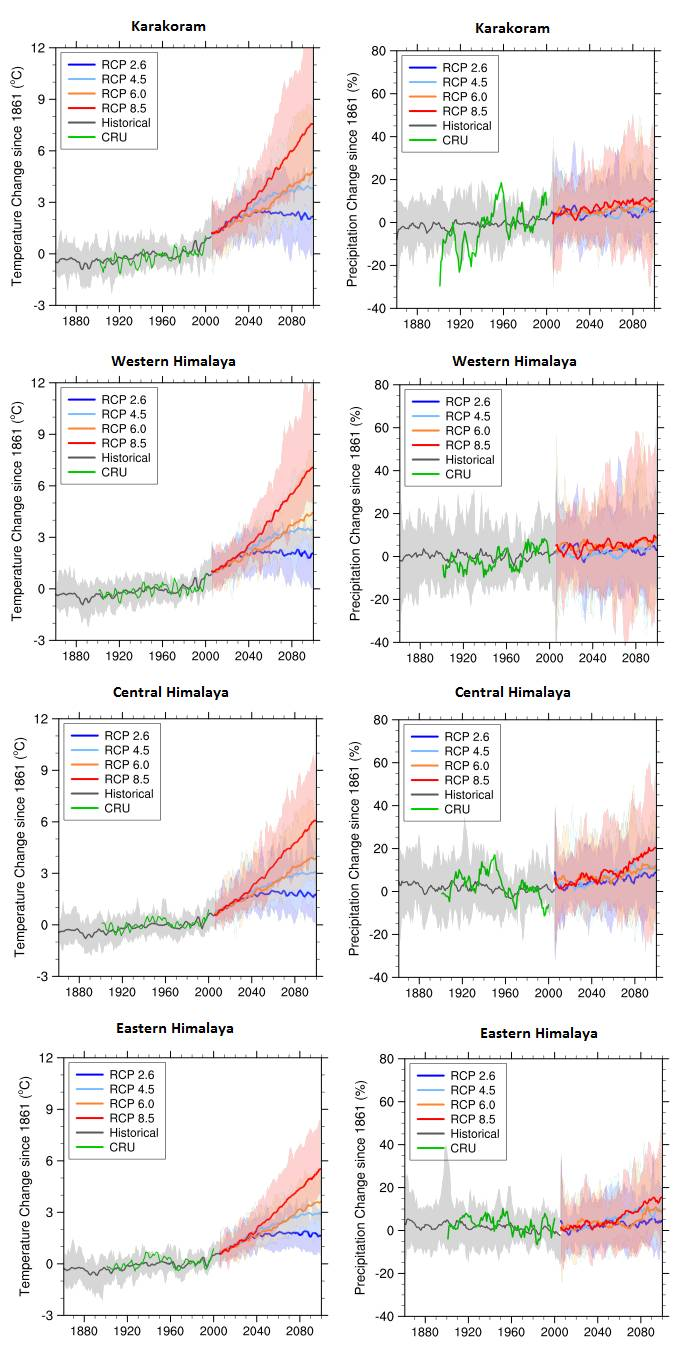 Karakoram
Temperature Change since 1861 (°C)
12
9
6
3
0
-3
RCP 2.6
RCP 4.5
RCP 6.0
RCP 8.5
Historical
CRU
1880 1920 1960 2000 2040 2080
Karakoram
Precipitation Change since 1861 (%)
80
60
40
20
0
-20
-40
RCP 2.6
RCP 4.5
RCP 6.0
RCP 8.5
Historical
CRU
1880 1920 1960 2000 2040 2080
Western Himalaya
Temperature Change since 1861 (°C)
12
9
6
3
0
-3
RCP 2.6
RCP 4.5
RCP 6.0
RCP 8.5
Historical
CRU
1880 1920 1960 2000 2040 2080
Western Himalaya
Precipitation Change since 1861 (%)
80
60
40
20
0
-20
-40
RCP 2.6
RCP 4.5
RCP 6.0
RCP 8.5
Historical
CRU
1880 1920 1960 2000 2040 2080
Central Himalaya
Temperature Change since 1861 (°C)
12
9
6
3
0
-3
RCP 2.6
RCP 4.5
RCP 6.0
RCP 8.5
Historical
CRU
1880 1920 1960 2000 2040 2080
Central Himalaya
Precipitation Change since 1861 (%)
80
60
40
20
0
-20
-40
RCP 2.6
RCP 4.5
RCP 6.0
RCP 8.5
Historical
CRU
1880 1920 1960 2000 2040 2080
Eastern Himalaya
Temperature Change since 1861 (°C)
12
9
6
3
0
-3
RCP 2.6
RCP 4.5
RCP 6.0
RCP 8.5
Historical
CRU
1880 1920 1960 2000 2040 2080
Eastern Himalaya
Precipitation Change since 1861 (%)
80
60
40
20
0
-20
-40
RCP 2.6
RCP 4.5
RCP 6.0
RCP 8.5
Historical
CRU
1880 1920 1960 2000 2040 2080